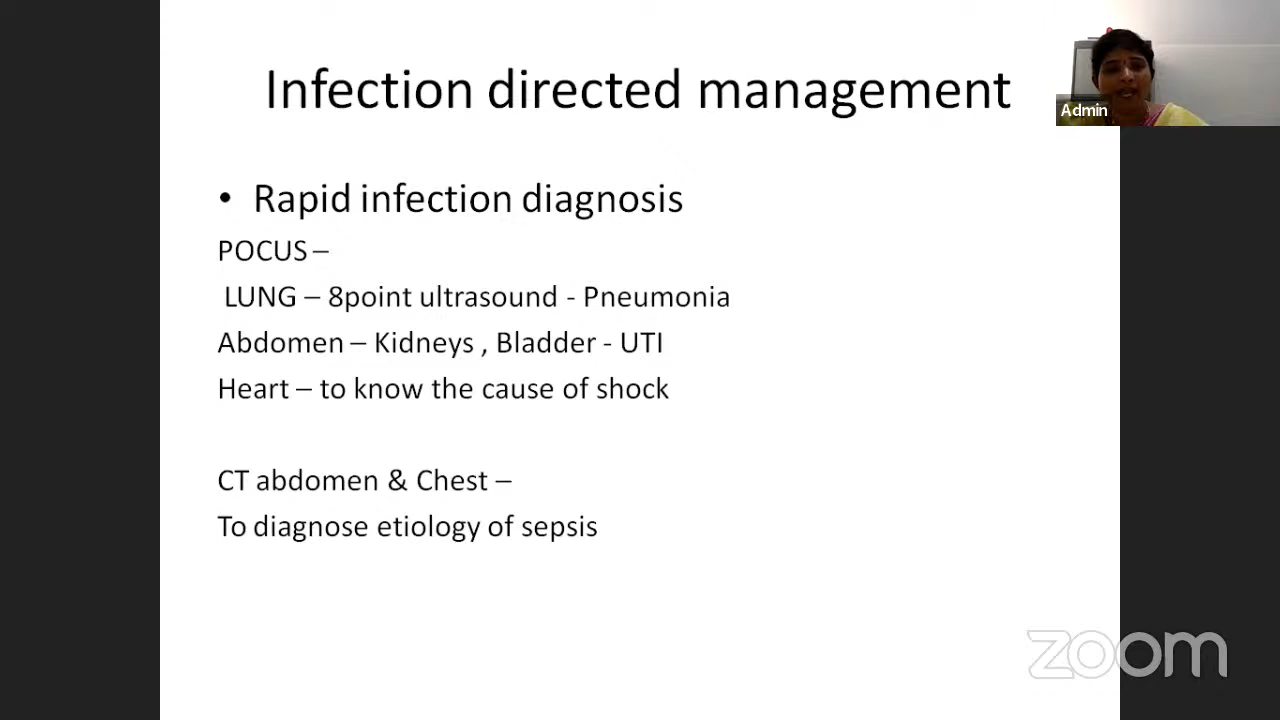 Infection directed management
Admin
• Rapid infection diagnosis
POCUS –
LUNG – 8point ultrasound - Pneumonia
Abdomen – Kidneys , Bladder - UTI
Heart – to know the cause of shock
CT abdomen & Chest –
To diagnose etiology of sepsis
zoom